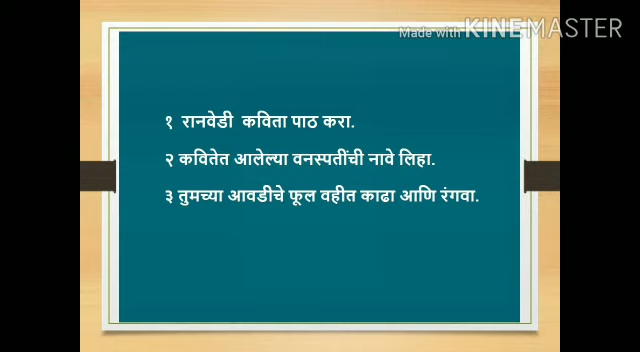 Made with KINEMASTER
१ रानवेडी कविता पाठ करा.
२ कवितेत आलेल्या वनस्पतींची नावे लिहा.
३ तुमच्या आवडीचे फूल वहीत काढा आणि रंगवा.